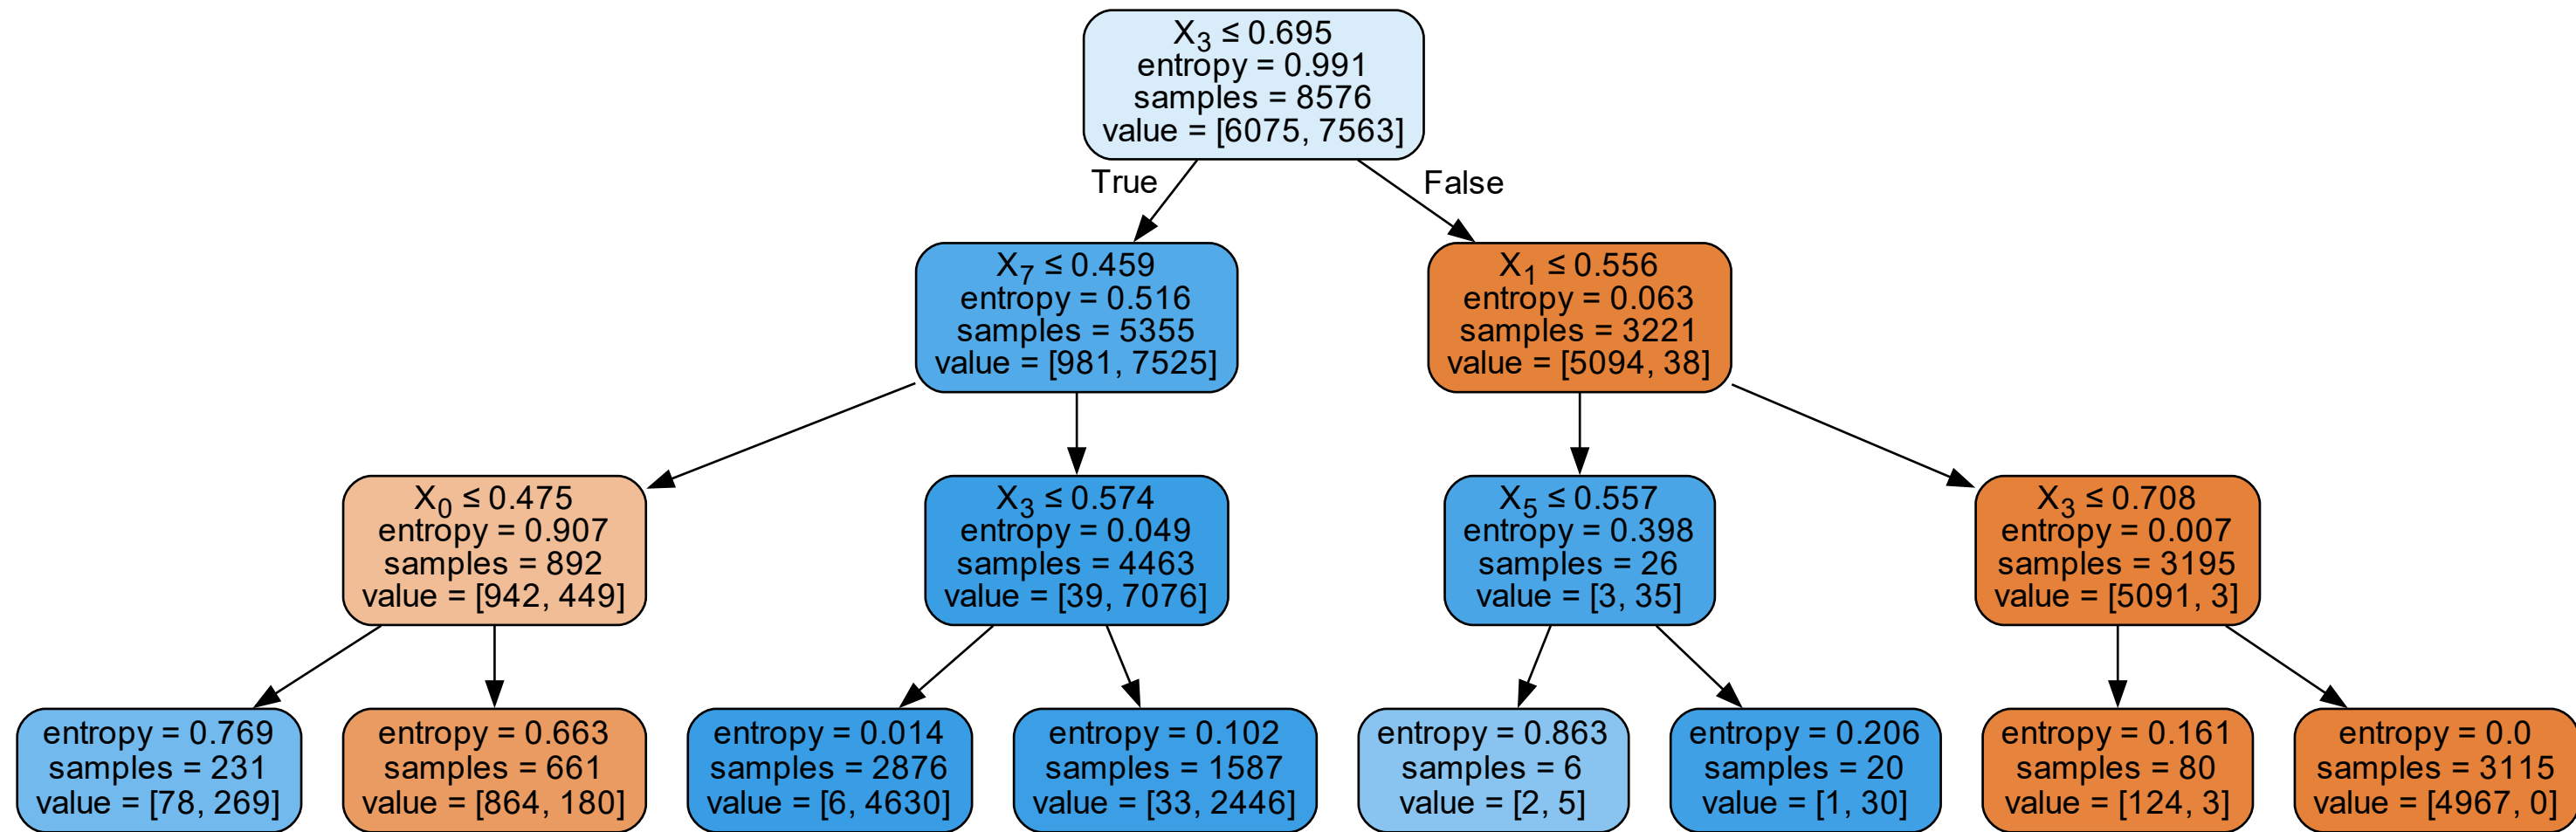 X3 ≤ 0.695
entropy = 0.991
samples = 8576
value = [6075, 7563]
True
False
X7 ≤ 0.459
entropy = 0.516
samples = 5355
value = [981, 7525]
X1 ≤ 0.556
entropy = 0.063
samples = 3221
value = [5094, 38]
X0 ≤ 0.475
entropy = 0.907
samples = 892
value = [942, 449]
X3 ≤ 0.574
entropy = 0.049
samples = 4463
value = [39, 7076]
X5 ≤ 0.557
entropy = 0.398
samples = 26
value = [3, 35]
X3 ≤ 0.708
entropy = 0.007
samples = 3195
value = [5091, 3]
entropy = 0.769
samples = 231
value = [78, 269]
entropy = 0.663
samples = 661
value = [864, 180]
entropy = 0.014
samples = 2876
value = [6, 4630]
entropy = 0.102
samples = 1587
value = [33, 2446]
entropy = 0.863
samples = 6
value = [2, 5]
entropy = 0.206
samples = 20
value = [1, 30]
entropy = 0.161
samples = 80
value = [124, 3]
entropy = 0.0
samples = 3115
value = [4967, 0]